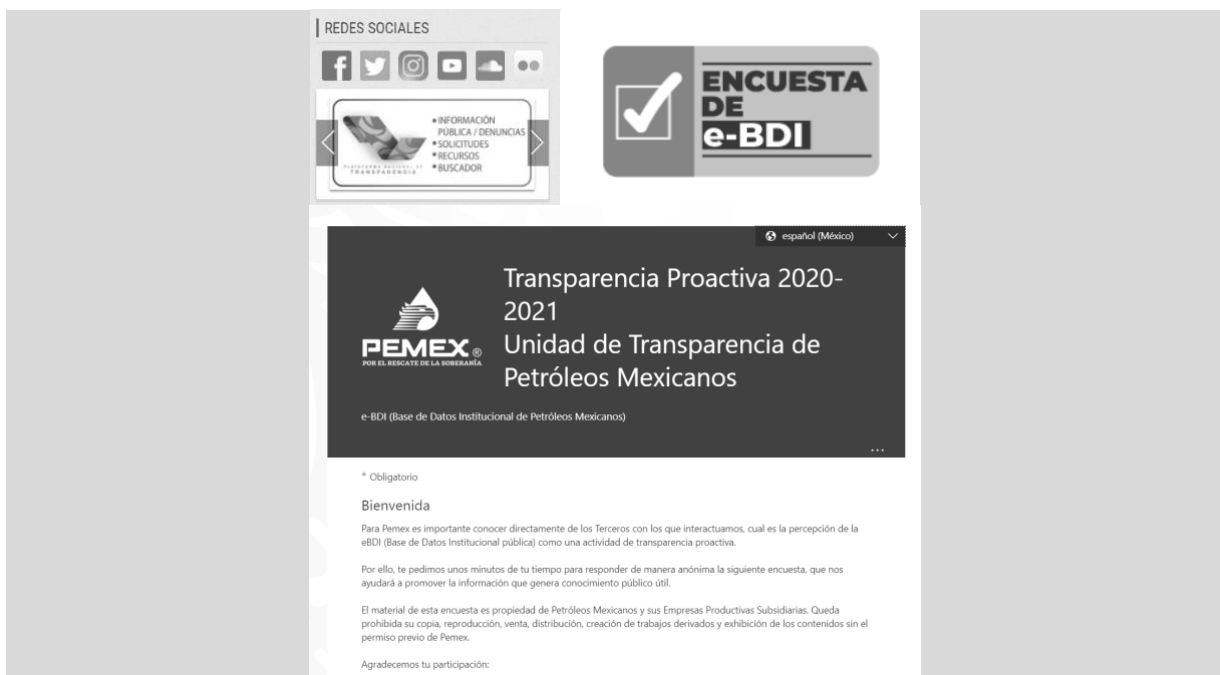 REDES SOCIALES
•INFORMACIÓN
PÚBLICA / DENUNCIAS
•SOLICITUDES
•RECURSOS
•BUSCADOR
PLATAFORMA NACIONAL DE
TRANSPARENCIA
ENCUESTA
DE
e-BDI
español (México)
Transparencia Proactiva 2020-
2021
Unidad de Transparencia de
Petróleos Mexicanos
PEMEX®
POR EL RESCATE DE LA SOBERANÍA
e-BDI (Base de Datos Institucional de Petróleos Mexicanos)
...
* Obligatorio
Bienvenida
Para Pemex es importante conocer directamente de los Terceros con los que interactuamos, cual es la percepción de la
eBDI (Base de Datos Institucional pública) como una actividad de transparencia proactiva.
Por ello, te pedimos unos minutos de tu tiempo para responder de manera anónima la siguiente encuesta, que nos
ayudará a promover la información que genera conocimiento público útil.
El material de esta encuesta es propiedad de Petróleos Mexicanos y sus Empresas Productivas Subsidiarias. Queda
prohibida su copia, reproducción, venta, distribución, creación de trabajos derivados y exhibición de los contenidos sin el
permiso previo de Pemex.
Agradecemos tu participación: